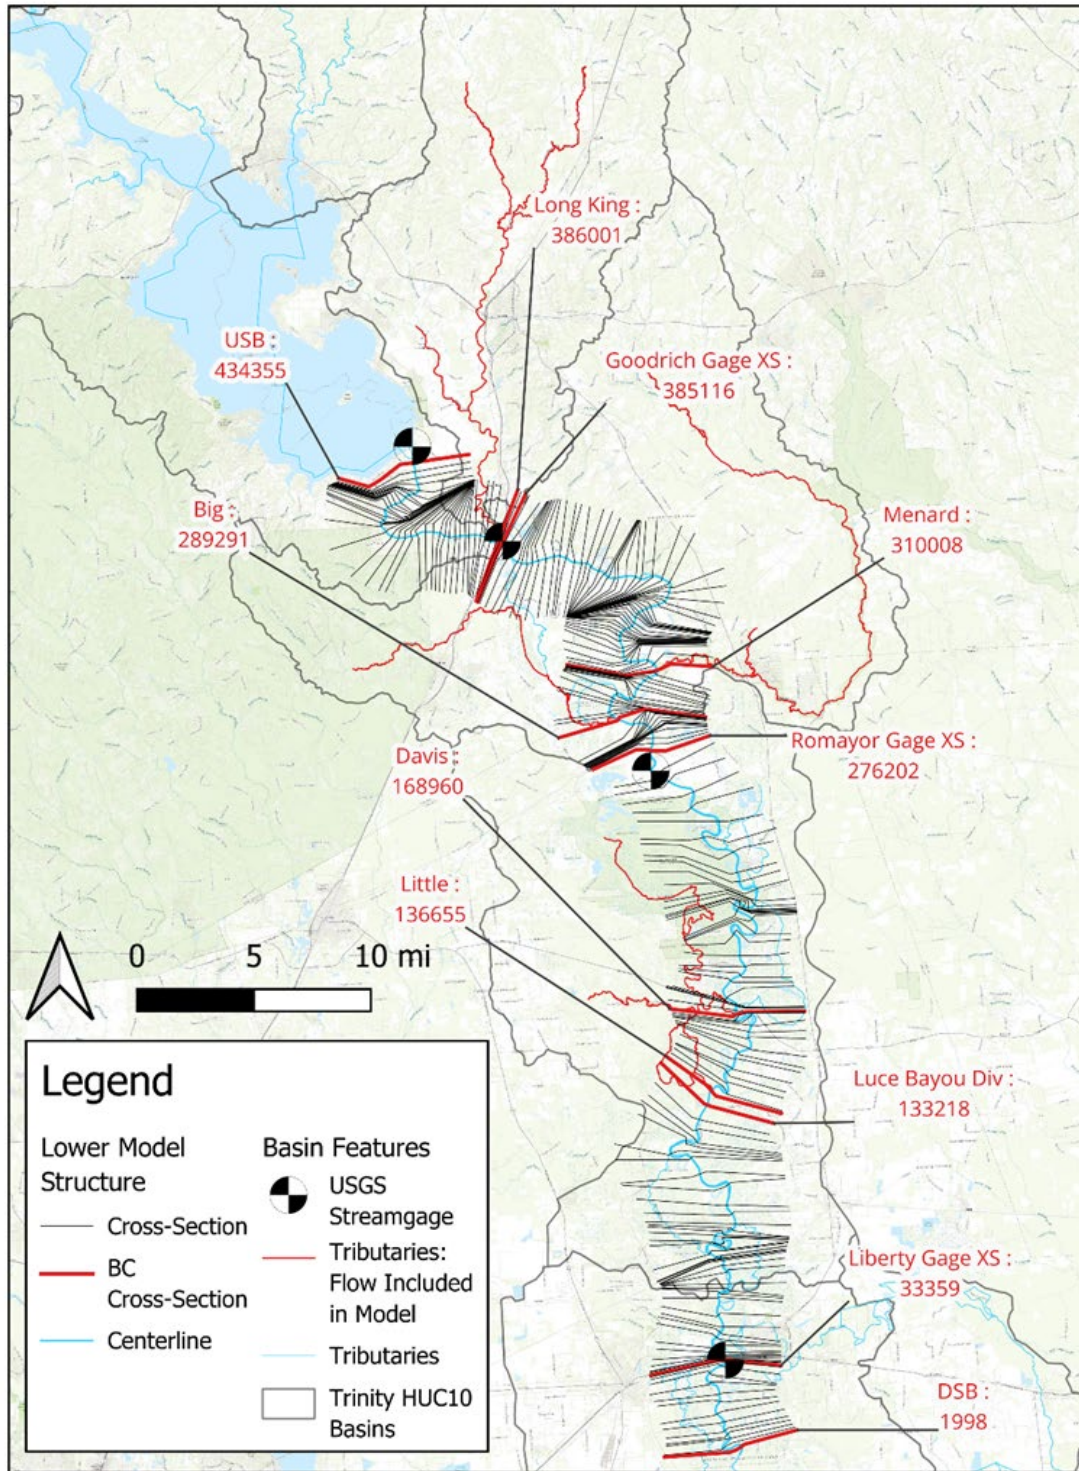 Long King :
386001
USB :
434355
Goodrich Gage XS :
385116
Big :
289291
Menard :
310008
Davis :
168960
Romayor Gage XS :
276202
Little :
136655
0 5 10 mi
Luce Bayou Div :
133218
Liberty Gage XS :
33359
DSB :
1998
Legend
Lower Model
Structure
Cross-Section
BC
Cross-Section
Centerline
Basin Features
USGS
Streamgage
Tributaries:
Flow Included
in Model
Tributaries
Trinity HUC10
Basins